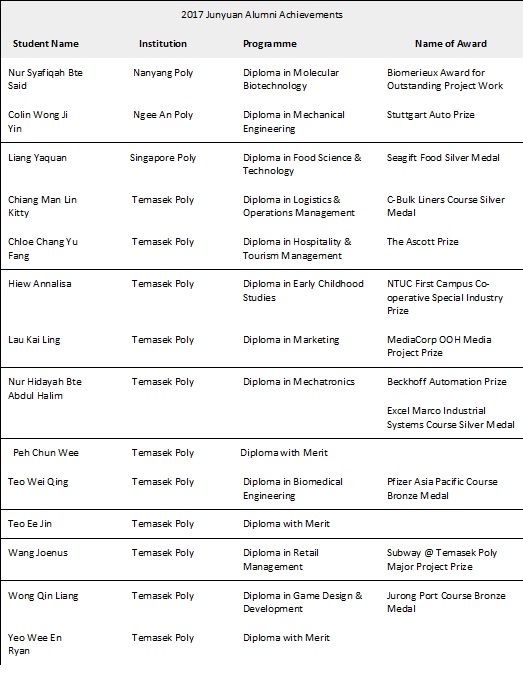 2017 Junyuan Alumni Achievements
Student Name Institution Programme Name of Award
Nur Syafiqah Bte Nanyang Poly Diploma in Molecular Biomerieux Award for
Said Biotechnology Outstanding Project Work
Colin Wong Ji Ngee An Poly Diploma in Mechanical Stuttgart Auto Prize
Yin Engineering
Liang Yaquan Singapore Poly Diploma in Food Science & Seagift Food Silver Medal
Technology
Chiang Man Lin Temasek Poly Diploma in Logistics & C-Bulk Liners Course Silver
Kitty Operations Management Medal
Chloe Chang Yu Temasek Poly Diploma in Hospitality & The Ascott Prize
Fang Tourism Management
Hiew Annalisa Temasek Poly Diploma in Early Childhood NTUC First Campus Co-
Studies operative Special Industry
Prize
Lau Kai Ling Temasek Poly Diploma in Marketing MediaCorp OOH Media
Project Prize
Nur Hidayah Bte Temasek Poly Diploma in Mechatronics Beckhoff Automation Prize
Abdul Halim
Excel Marco Industrial
Systems Course Silver Medal
Peh Chun Wee Temasek Poly Diploma with Merit
Teo Wei Qing Temasek Poly Diploma in Biomedical Pfizer Asia Pacific Course
Engineering Bronze Medal
Teo Ee Jin Temasek Poly Diploma with Merit
Wang Joenus Temasek Poly Diploma in Retail Subway @ Temasek Poly
Management Major Project Prize
Wong Qin Liang Temasek Poly Diploma in Game Design & Jurong Port Course Bronze
Development Medal
Yeo Wee En Temasek Poly Diploma with Merit
Ryan